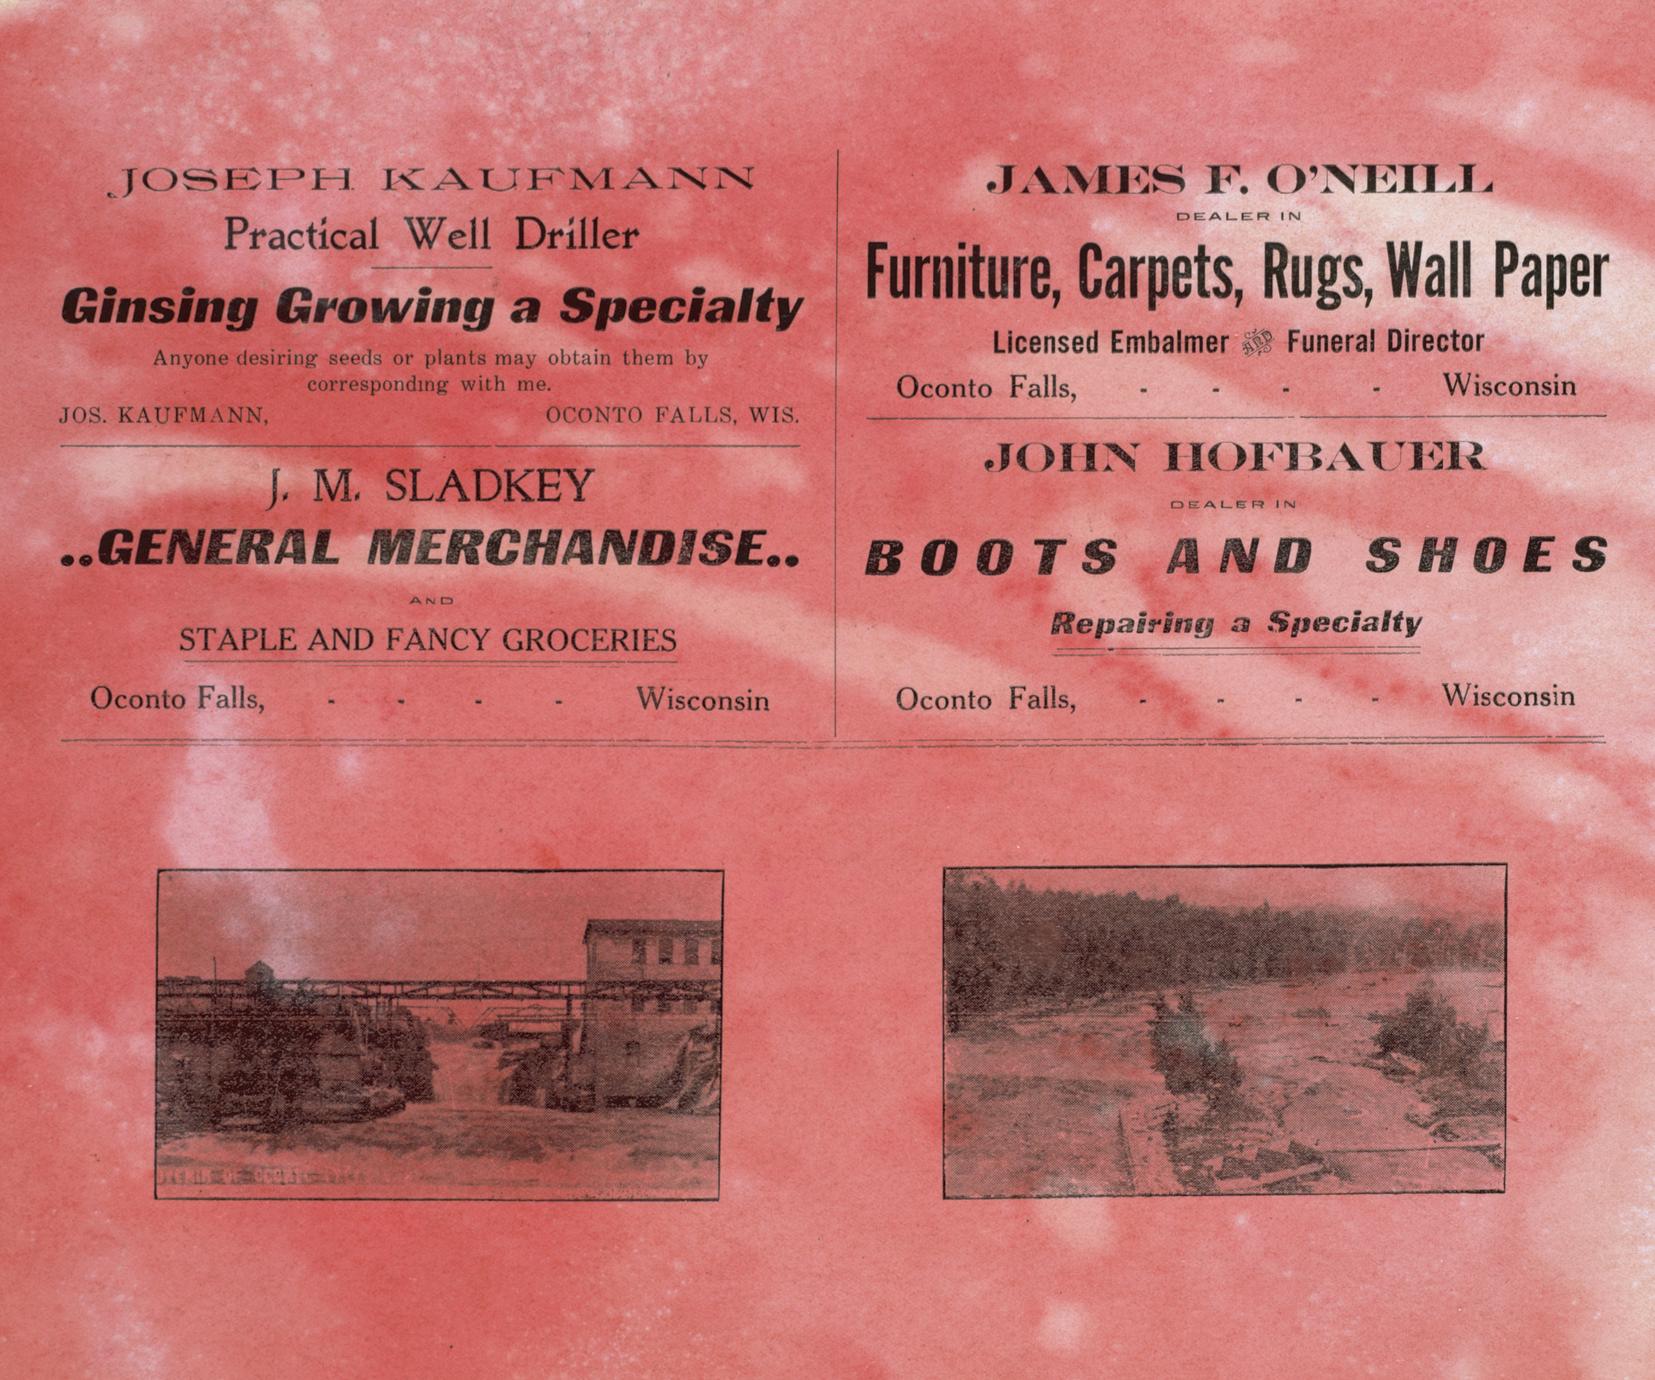 JOSEPH KAUFMANN
Practical Well Driller
Ginsing Growing a Specialty
Anyone desiring seeds or plants may obtain them by
corresponding with me.
JOS. KAUFMANN, OCONTO FALLS, WIS.
J. M. SLADKEY
..GENERAL MERCHANDISE..
AND
STAPLE AND FANCY GROCERIES
Oconto Falls, - - - - Wisconsin
JAMES F. O'NEILL
DEALER IN
Furniture, Carpets, Rugs, Wall Paper
Licensed Embalmer AND Funeral Director
Oconto Falls, - - - - Wisconsin
JOHN HOFBAUER
DEALER IN
BOOTS AND SHOES
Repairing a Specialty
Oconto Falls, - - - - Wisconsin